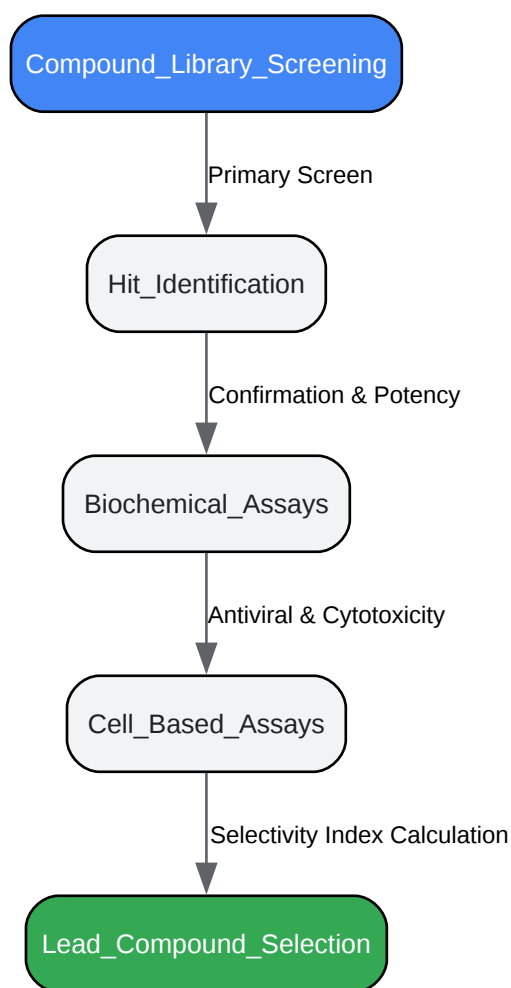 Compound_Library_Screening
Primary Screen
Hit_Identification
Confirmation & Potency
Biochemical_Assays
Antiviral & Cytotoxicity
Cell_Based_Assays
Selectivity Index Calculation
Lead_Compound_Selection